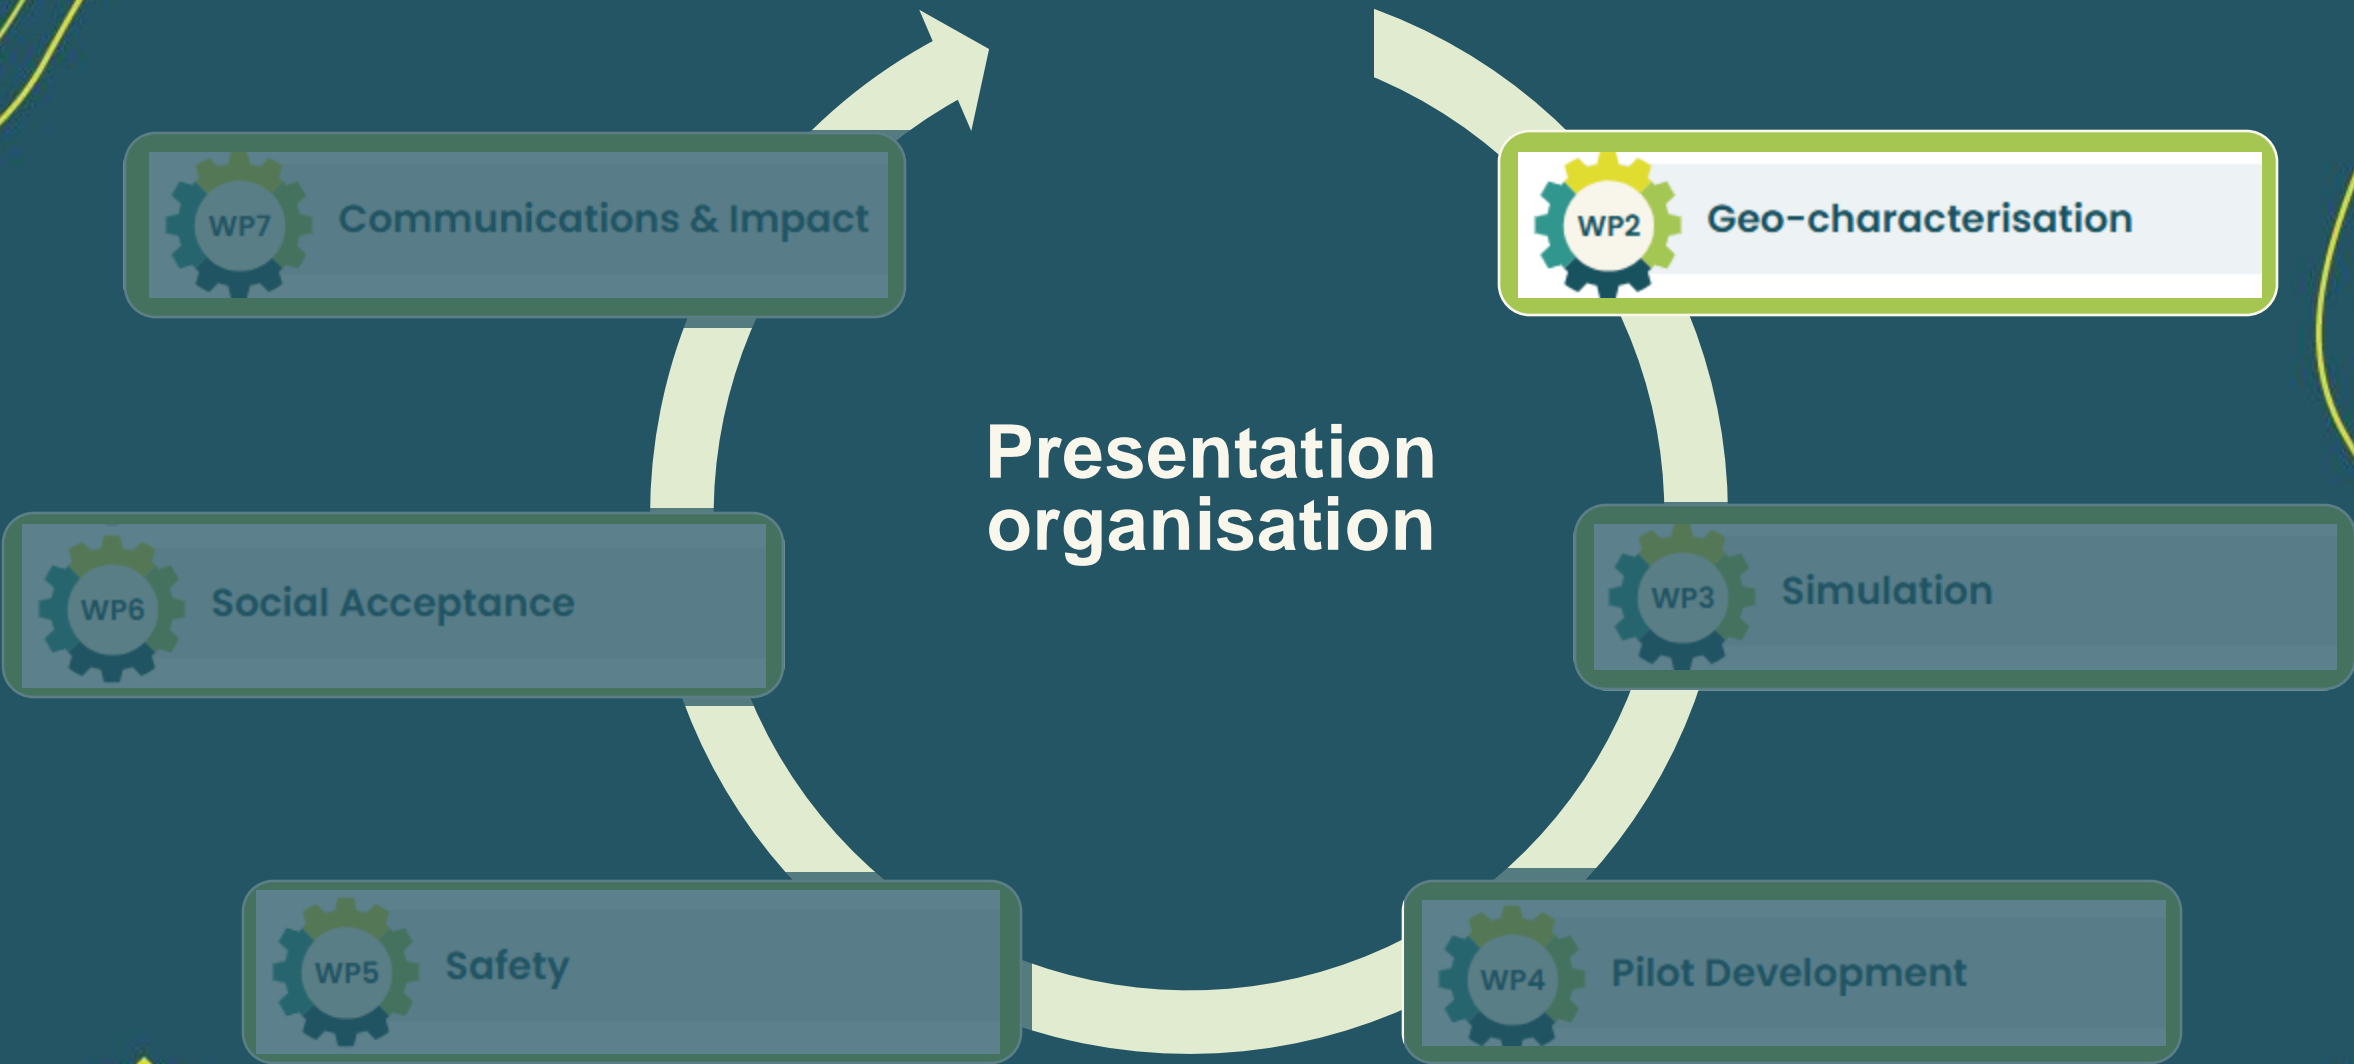 Presentation
organisation
WP2 Geo-characterisation
WP3 Simulation
WP4 Pilot Development
WP5 Safety
WP6 Social Acceptance
WP7 Communications & Impact